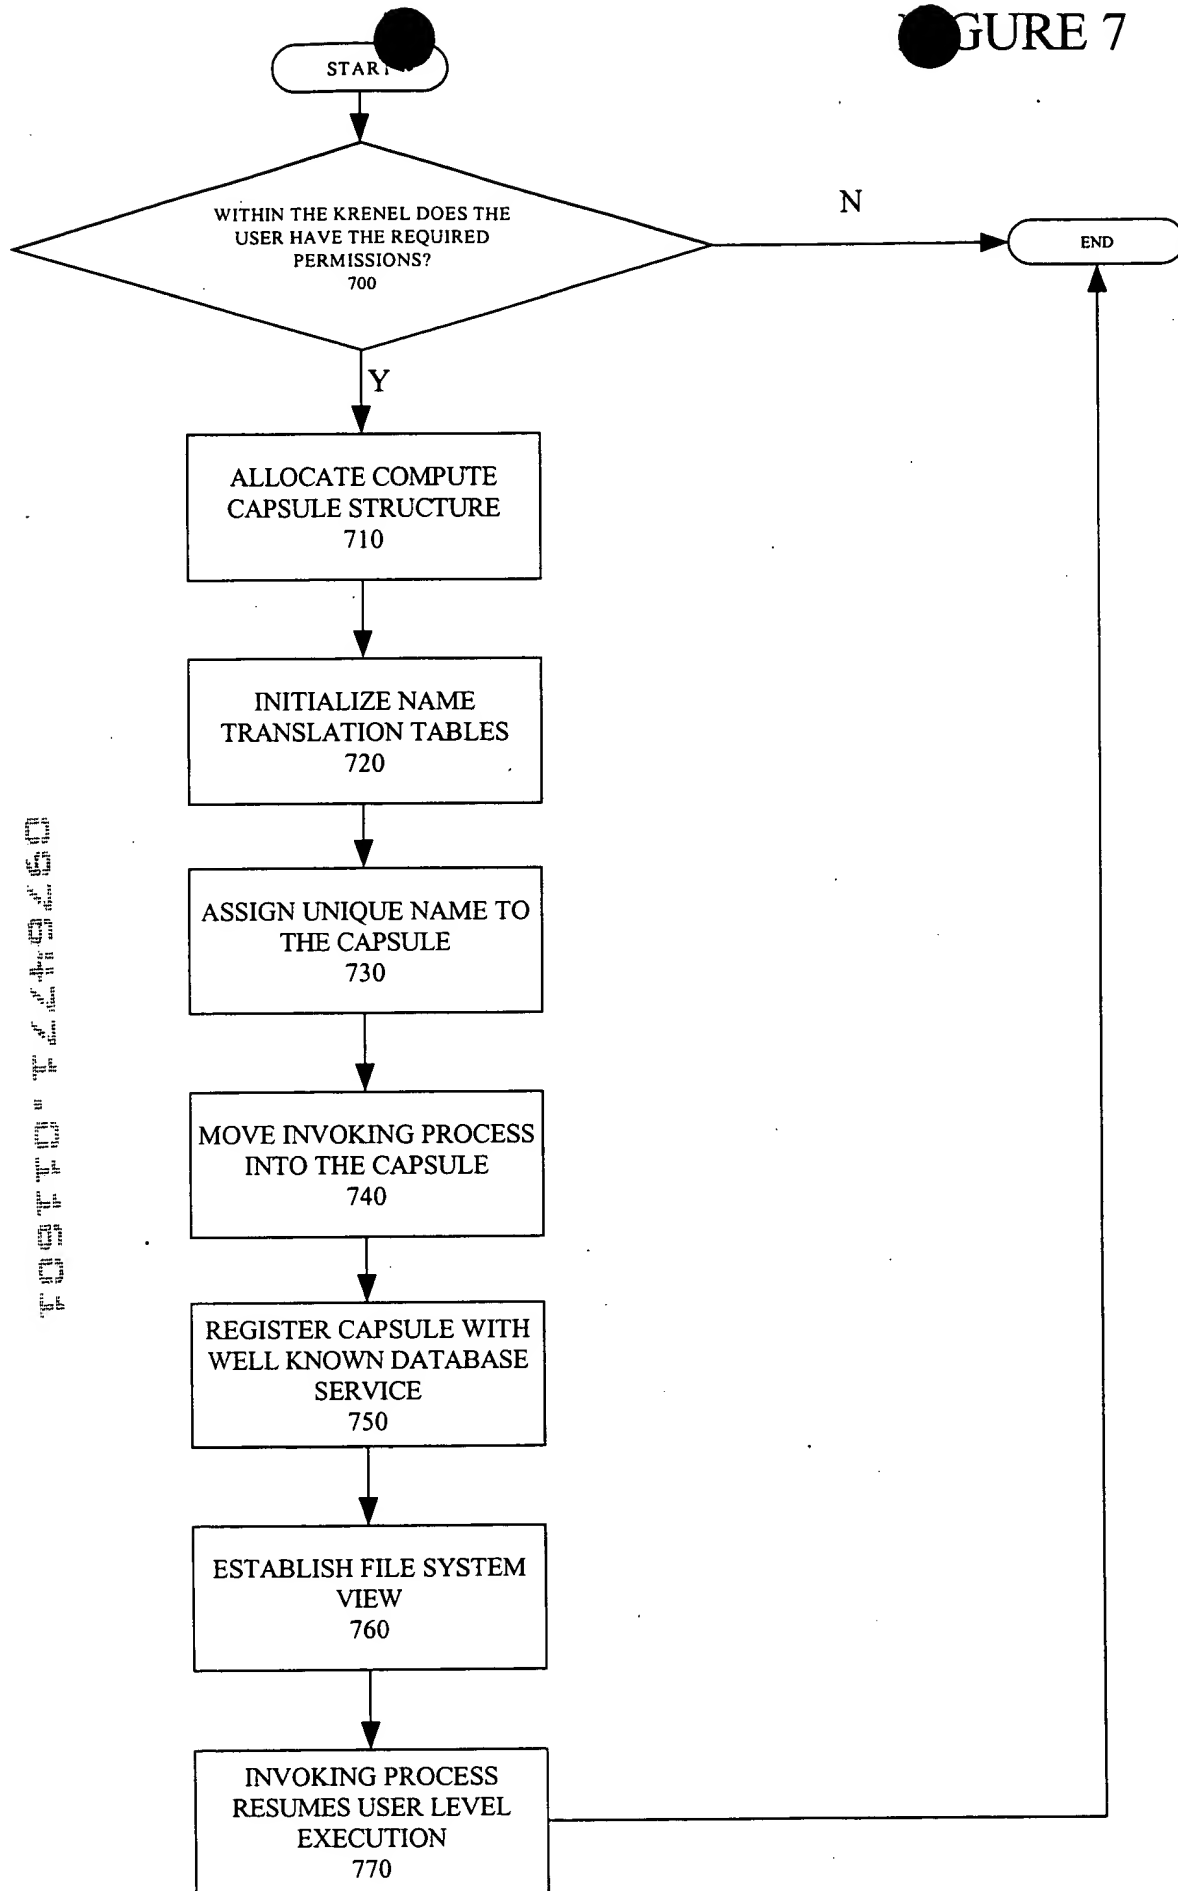 GURE 7
START
WITHIN THE KRENEL DOES THE
USER HAVE THE REQUIRED
PERMISSIONS?
700
N
END
Y
ALLOCATE COMPUTE
CAPSULE STRUCTURE
710
INITIALIZE NAME
TRANSLATION TABLES
720
ASSIGN UNIQUE NAME TO
THE CAPSULE
730
MOVE INVOKING PROCESS
INTO THE CAPSULE
740
REGISTER CAPSULE WITH
WELL KNOWN DATABASE
SERVICE
750
ESTABLISH FILE SYSTEM
VIEW
760
INVOKING PROCESS
RESUMES USER LEVEL
EXECUTION
770